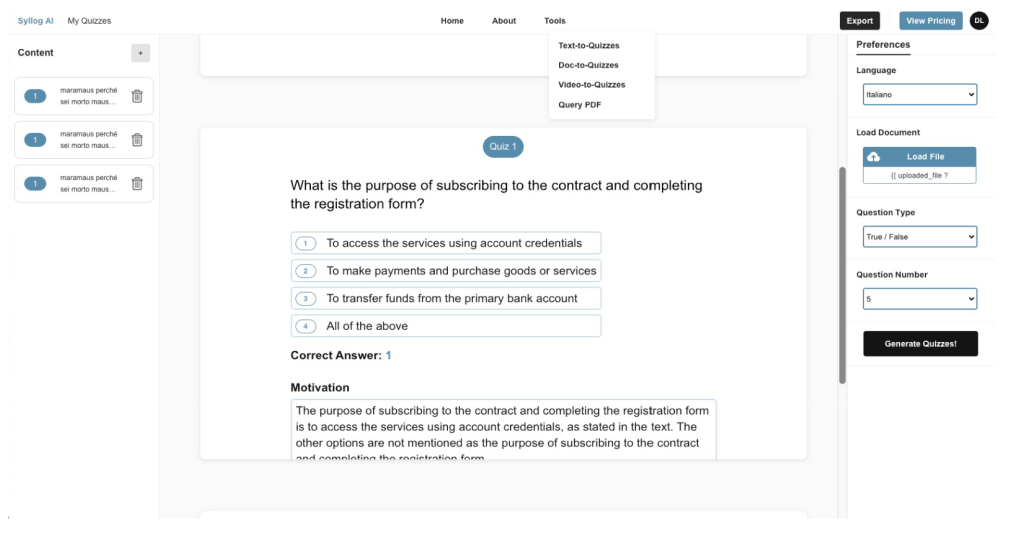 Syllog AI
My Quizzes
Home
About
Tools
Export
View Pricing
DL
Text-to-Quizzes
Doc-to-Quizzes
Video-to-Quizzes
Query PDF
Content
+
1
maramaus perché
sei morto maus...
1
maramaus perché
sei morto maus...
1
maramaus perché
sei morto maus...
Quiz 1
What is the purpose of subscribing to the contract and completing
the registration form?
1 To access the services using account credentials
2 To make payments and purchase goods or services
3 To transfer funds from the primary bank account
4 All of the above
Correct Answer: 1
Motivation
The purpose of subscribing to the contract and completing the registration form
is to access the services using account credentials, as stated in the text. The
other options are not mentioned as the purpose of subscribing to the contract
and completing the registration form.
Preferences
Language
Italiano
Load Document
Load File
{{ uploaded_file ?
Question Type
True / False
Question Number
5
Generate Quizzes!